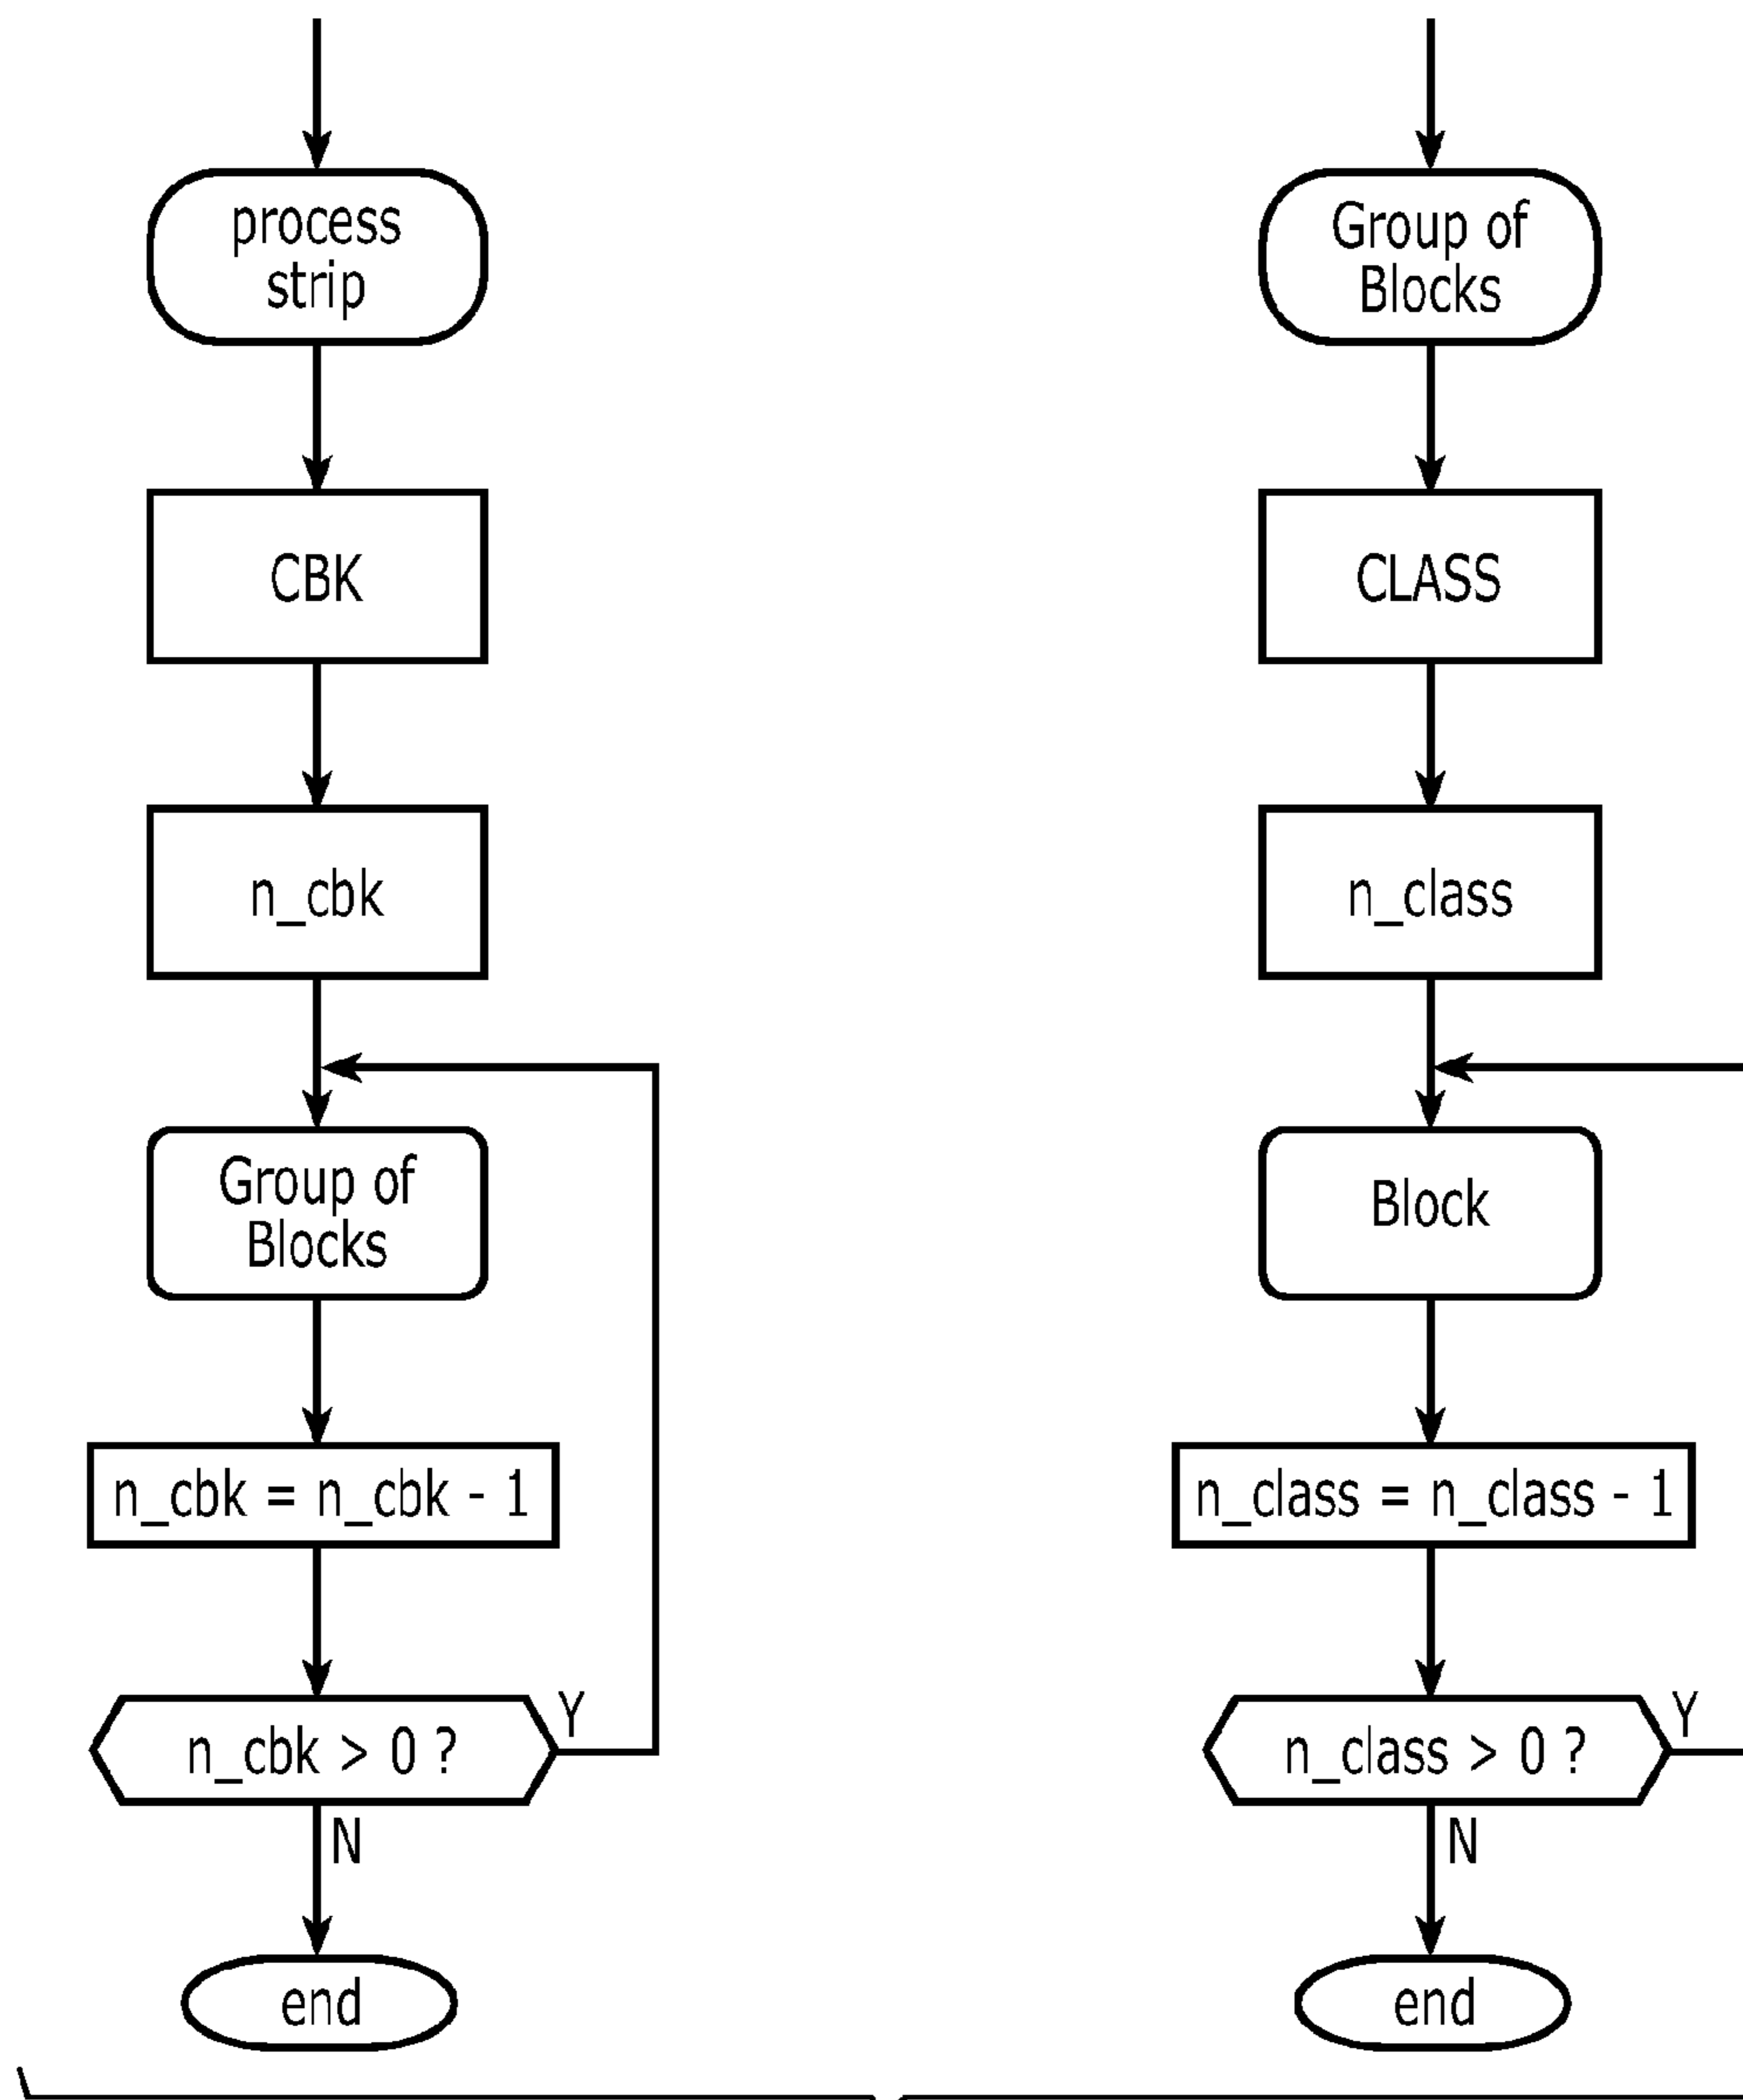 process
strip
CBK
n_cbk
Group of
Blocks
n_cbk = n_cbk - 1
n_cbk > 0 ?
Y
N
end
Group of
Blocks
CLASS
n_class
Block
n_class = n_class - 1
n_class > 0 ?
Y
N
end